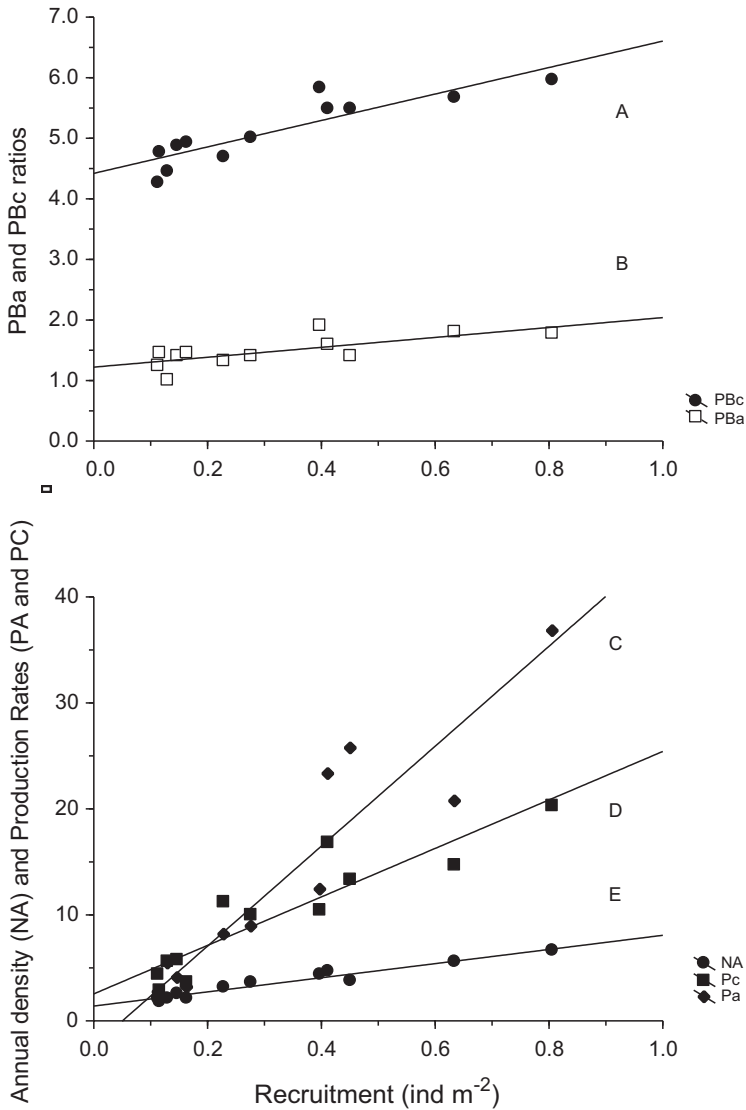 7.0
6.0
5.0
4.0
3.0
2.0
1.0
0.0
PBa and PBc ratios
A
B
PBc
PBa
0.0 0.2 0.4 0.6 0.8 1.0
Annual density (NA) and Production Rates (PA and PC)
40
30
20
10
0
C
D
E
NA
Pc
Pa
0.0 0.2 0.4 0.6 0.8 1.0
Recruitment (ind m⁻²)